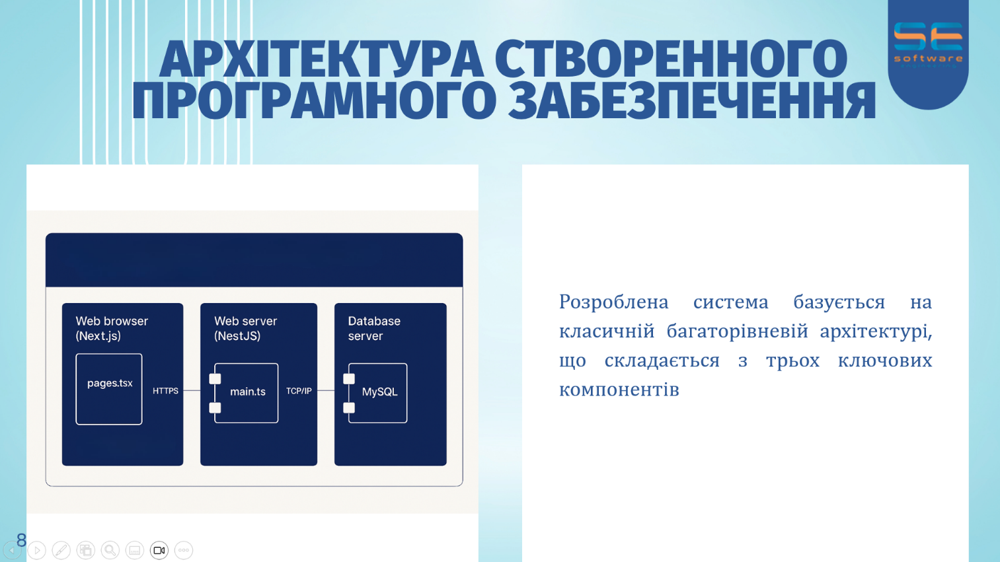 АРХІТЕКТУРА СТВОРЕННОГО
ПРОГРАМНОГО ЗАБЕЗПЕЧЕННЯ
SE
software
engineering
Web browser
(Next.js)
pages.tsx
HTTPS
Web server
(NestJS)
main.ts
TCP/IP
Database
server
MySQL
Розроблена система базується на
класичній багаторівневій архітектурі,
що складається з трьох ключових
компонентів
8